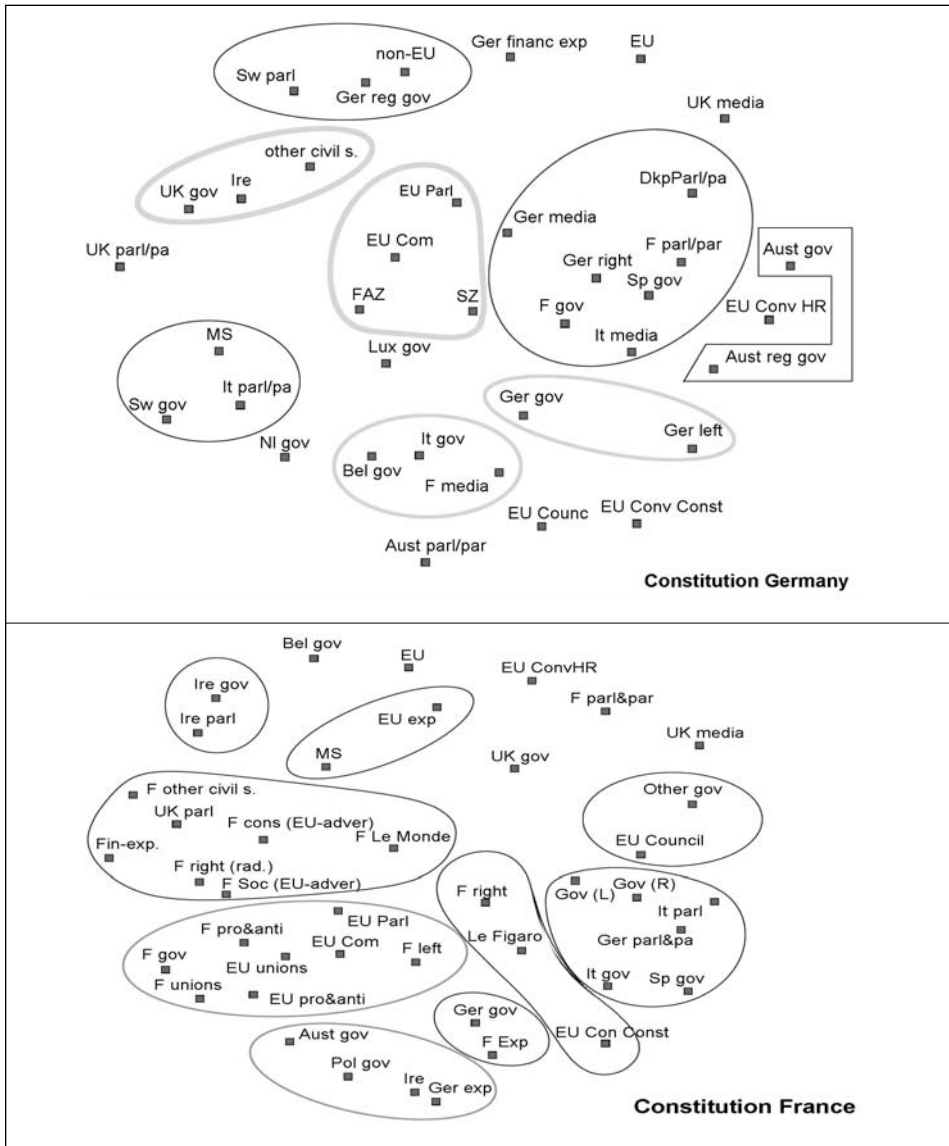 Ger financ exp
EU
non-EU
Sw parl
Ger reg gov
UK media
other civil s.
Ire
UK gov
EU Parl
DkpParl/pa
Ger media
EU Com
UK parl/pa
F parl/par
Aust gov
Ger right
Sp gov
FAZ
SZ
F gov
EU Conv HR
MS
Lux gov
It media
Aust reg gov
It parl/pa
Sw gov
Ger gov
Ger left
NI gov
It gov
Bel gov
F media
EU Counc
EU Conv Const
Aust parl/par
Constitution Germany
Bel gov
EU
EU ConvHR
Ire gov
F parl&par
Ire parl
EU exp
UK media
MS
UK gov
F other civil s.
Other gov
UK parl
F cons (EU-adver)
F Le Monde
Fin-exp.
EU Council
F right (rad.)
F Soc (EU-adver)
F right
Gov (L)
Gov (R)
It parl
EU Parl
F pro&anti
EU Com
F left
Le Figaro
Ger parl&pa
F gov
EU unions
It gov
Sp gov
F unions
EU pro&anti
Ger gov
Aust gov
F Exp
EU Con Const
Pol gov
Ire
Ger exp
Constitution France